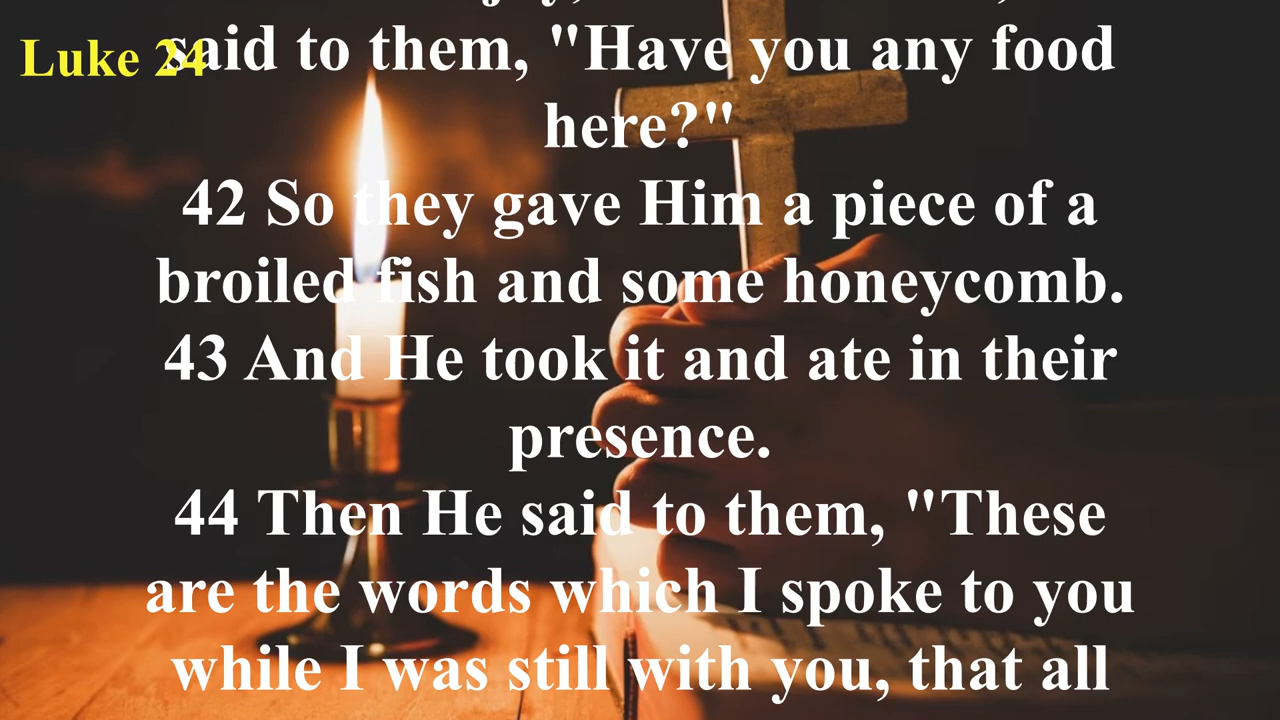 Luke 24
said to them, "Have you any food
here?"
42 So they gave Him a piece of a
broiled fish and some honeycomb.
43 And He took it and ate in their
presence.
44 Then He said to them, "These
are the words which I spoke to you
while I was still with you, that all